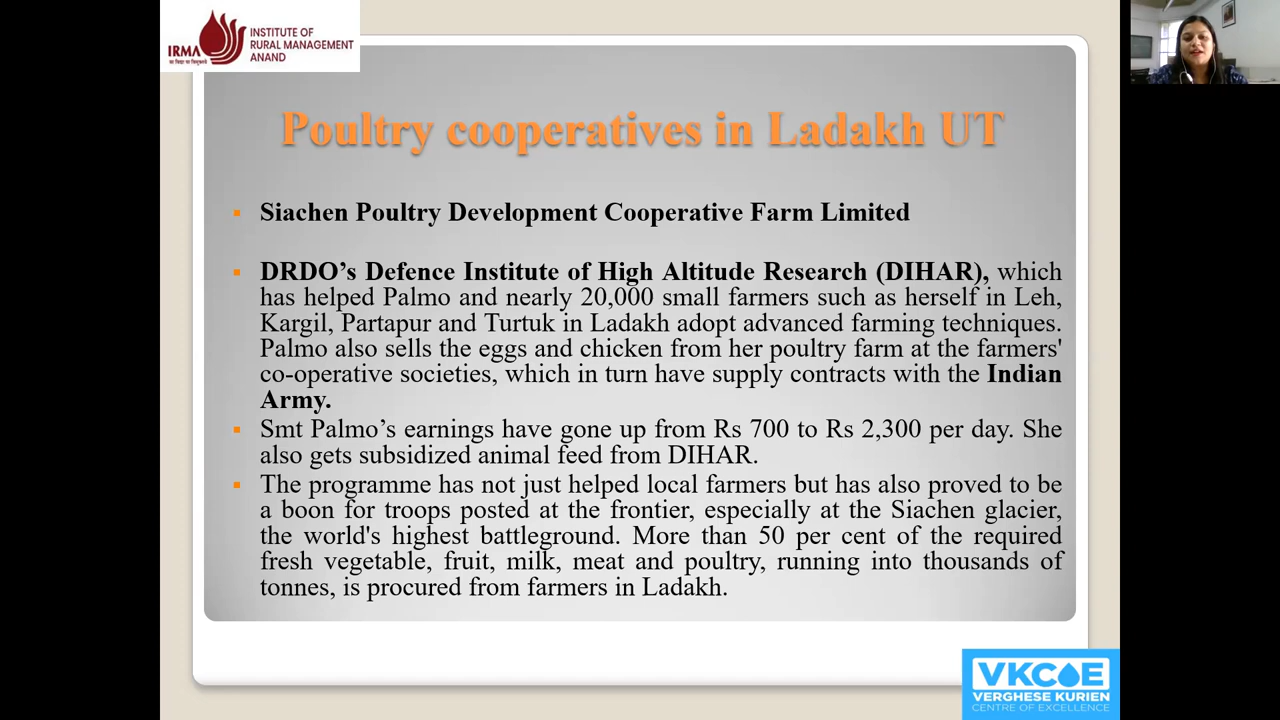 IRMA
INSTITUTE OF
RURAL MANAGEMENT
ANAND
Poultry cooperatives in Ladakh UT
Siachen Poultry Development Cooperative Farm Limited
DRDO’s Defence Institute of High Altitude Research (DIHAR), which
has helped Palmo and nearly 20,000 small farmers such as herself in Leh,
Kargil, Partapur and Turtuk in Ladakh adopt advanced farming techniques.
Palmo also sells the eggs and chicken from her poultry farm at the farmers'
co-operative societies, which in turn have supply contracts with the Indian
Army.
Smt Palmo’s earnings have gone up from Rs 700 to Rs 2,300 per day. She
also gets subsidized animal feed from DIHAR.
The programme has not just helped local farmers but has also proved to be
a boon for troops posted at the frontier, especially at the Siachen glacier,
the world's highest battleground. More than 50 per cent of the required
fresh vegetable, fruit, milk, meat and poultry, running into thousands of
tonnes, is procured from farmers in Ladakh.
VKCOE
VERGHESE KURIEN
CENTRE OF EXCELLENCE